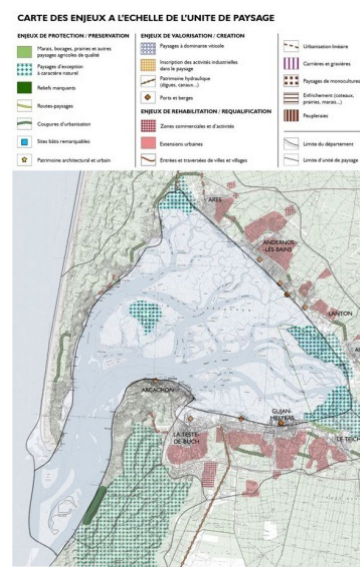 CARTE DES ENJEUX A L'ECHELLE DE L'UNITE DE PAYSAGE
ENJEUX DE PROTECTION / PRESERVATION
Marais, bocages, prairies et autres
paysages agricoles de qualité
Paysages d'exception
à caractère naturel
Reliefs marquants
Routes-paysages
Coupures d'urbanisation
Sites bâtis remarquables
Patrimoine architectural et urbain
ENJEUX DE VALORISATION / CREATION
Paysages à dominante viticole
Inscription des activités industrielles
dans le paysage
Patrimoine hydraulique
(digues, canaux...)
Ports et berges
ENJEUX DE REHABILITATION / REQUALIFICATION
Zones commerciales et d'activités
Extensions urbaines
Entrées et traversées de villes et villages
Urbanisation linéaire
Carrières et gravières
Paysages de monocultures
Enfrichement (coteaux,
prairies, marais...)
Peupleraies
Limite du département
Limite d'unité de paysage
ARES
ANDERNOS
-LES-BAINS
LANTON
ARCACHON
GUJAN-
MESTRAS
LA TESTE-
DE-BUCH
LE TEICH